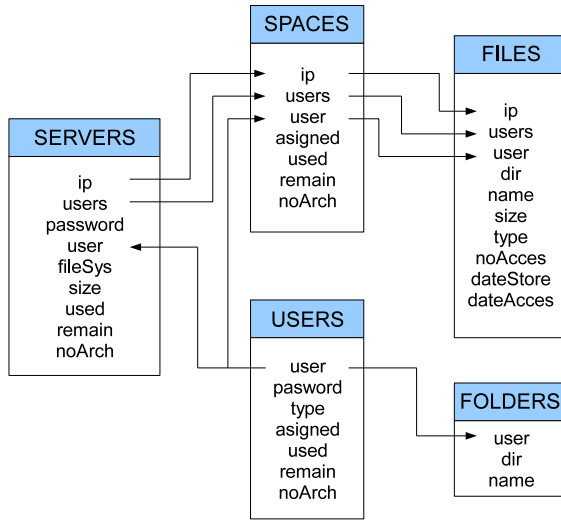 SERVERS
ip
users
password
user
fileSys
size
used
remain
noArch
SPACES
ip
users
user
asigned
used
remain
noArch
USERS
user
pasword
type
asigned
used
remain
noArch
FILES
ip
users
user
dir
name
size
type
noAcces
dateStore
dateAcces
FOLDERS
user
dir
name